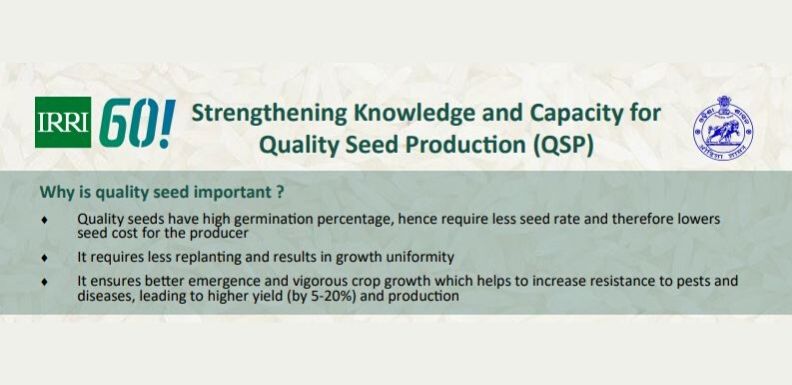 IRRI 60! Strengthening Knowledge and Capacity for
Quality Seed Production (QSP)
Why is quality seed important ?
♦ Quality seeds have high germination percentage, hence require less seed rate and therefore lowers
seed cost for the producer
♦ It requires less replanting and results in growth uniformity
♦ It ensures better emergence and vigorous crop growth which helps to increase resistance to pests and
diseases, leading to higher yield (by 5-20%) and production